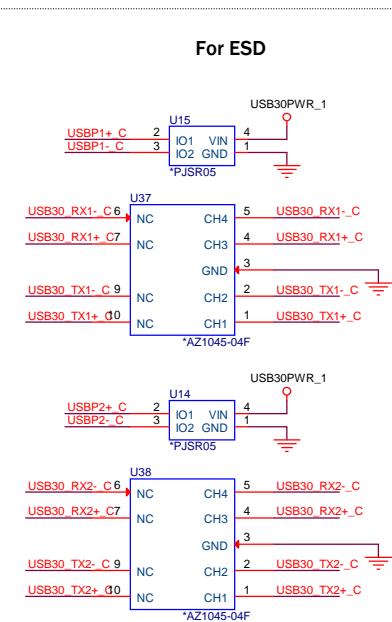 For ESD
USB30PWR_1
U15
USBP1+_C 2 IO1 VIN 4
USBP1-_C 3 IO2 GND 1
*PJSR05
U37
USB30_RX1-_C 6 NC CH4 5 USB30_RX1-_C
USB30_RX1+_C 7 NC CH3 4 USB30_RX1+_C
GND 3
USB30_TX1-_C 9 NC CH2 2 USB30_TX1-_C
USB30_TX1+_C 10 NC CH1 1 USB30_TX1+_C
*AZ1045-04F
USB30PWR_1
U14
USBP2+_C 2 IO1 VIN 4
USBP2-_C 3 IO2 GND 1
*PJSR05
U38
USB30_RX2-_C 6 NC CH4 5 USB30_RX2-_C
USB30_RX2+_C 7 NC CH3 4 USB30_RX2+_C
GND 3
USB30_TX2-_C 9 NC CH2 2 USB30_TX2-_C
USB30_TX2+_C 10 NC CH1 1 USB30_TX2+_C
*AZ1045-04F